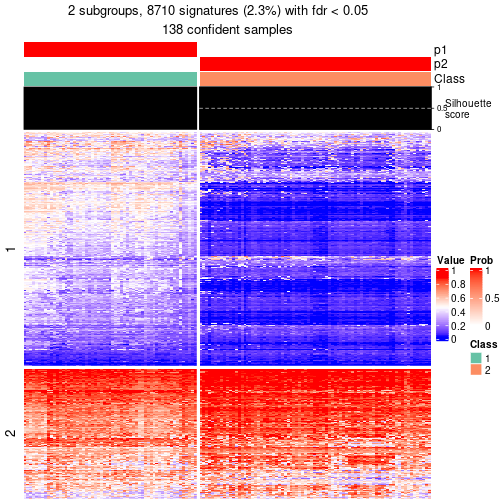 2 subgroups, 8710 signatures (2.3%) with fdr < 0.05
138 confident samples
p1
p2
Class
1
0.5
0
Silhouette
score
1
2
Value
1
0.8
0.6
0.4
0.2
0
Prob
1
0.5
0
Class
1
2